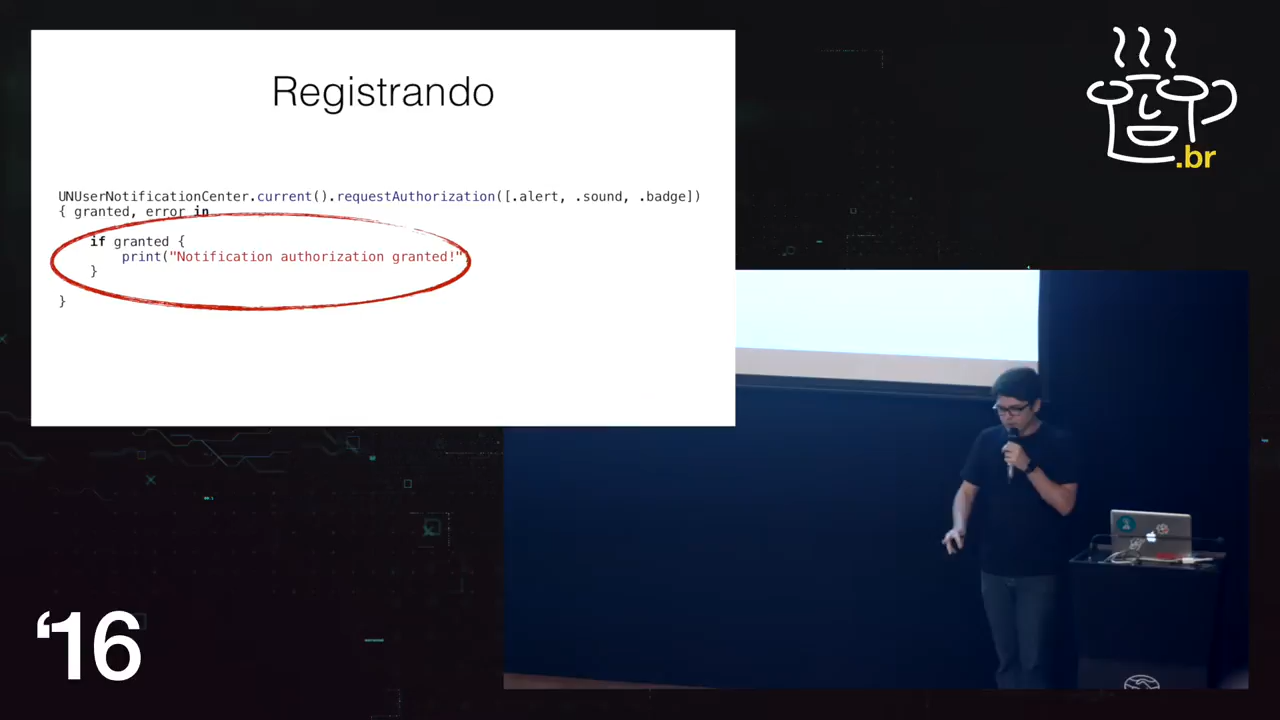 Registrando
UNUserNotificationCenter.current().requestAuthorization([.alert, .sound, .badge])
{ granted, error in
if granted {
print("Notification authorization granted!"
}
}
.br
‘16